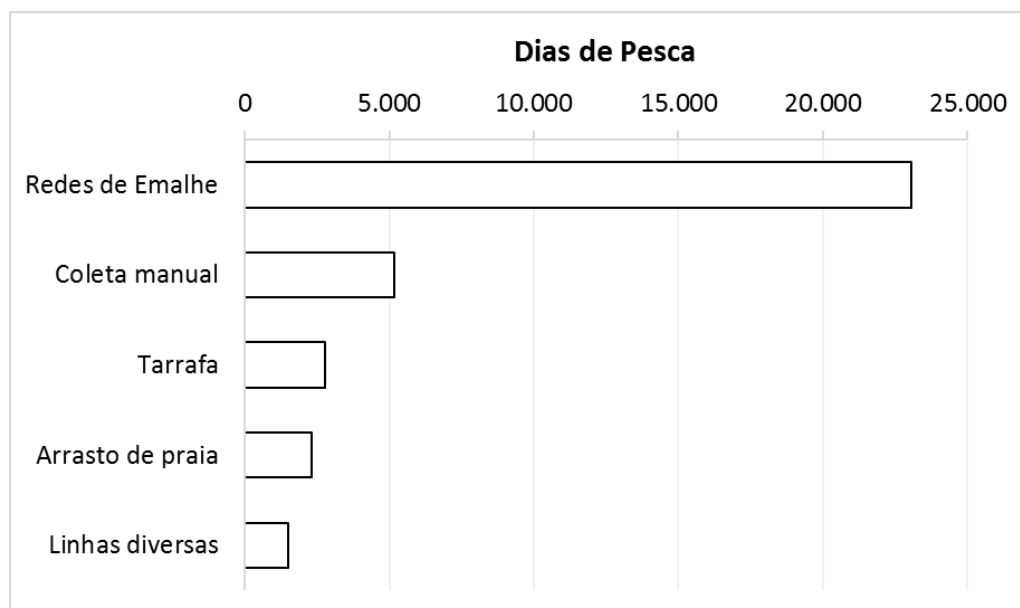 Dias de Pesca
0 5.000 10.000 15.000 20.000 25.000
Redes de Emalhe
Coleta manual
Tarrafa
Arrasto de praia
Linhas diversas